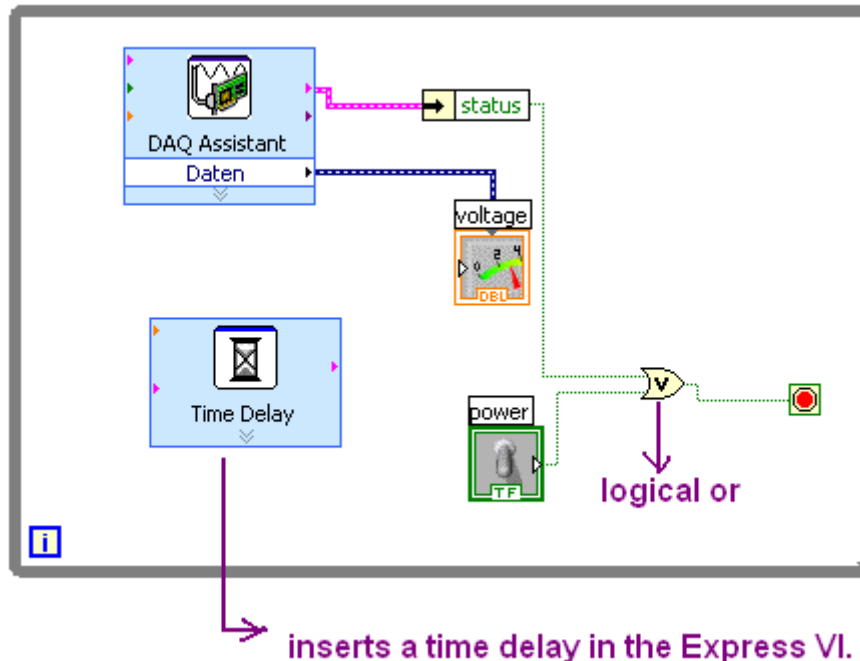 DAQ Assistant
Daten
status
voltage
0 2 4
DBL
Time Delay
power
TF
V
logical or
i
inserts a time delay in the Express VI.